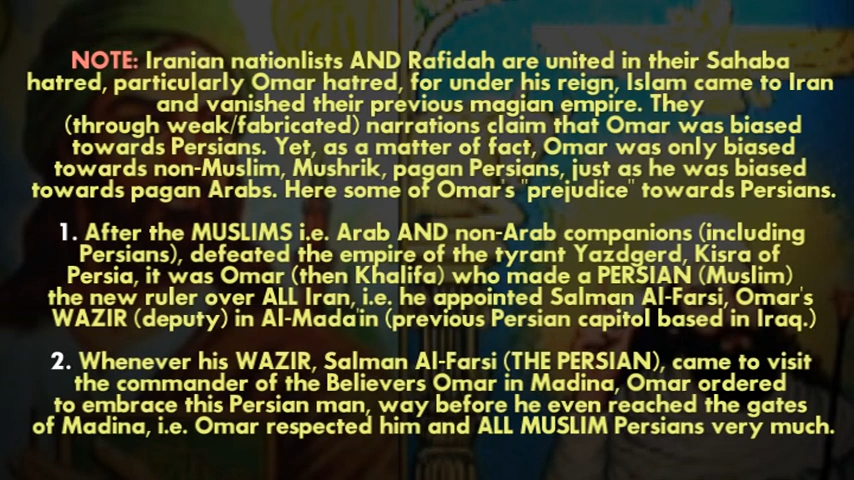 NOTE: Iranian nationlists AND Rafidah are united in their Sahaba
hatred, particularly Omar hatred, for under his reign, Islam came to Iran
and vanished their previous magian empire. They
(through weak/fabricated) narrations claim that Omar was biased
towards Persians. Yet, as a matter of fact, Omar was only biased
towards non-Muslim, Mushrik, pagan Persians, just as he was biased
towards pagan Arabs. Here some of Omar's "prejudice" towards Persians.
1. After the MUSLIMS i.e. Arab AND non-Arab companions (including
Persians), defeated the empire of the tyrant Yazdgerd, Kisra of
Persia, it was Omar (then Khalifa) who made a PERSIAN (Muslim)
the new ruler over ALL Iran, i.e. he appointed Salman Al-Farsi, Omar's
WAZIR (deputy) in Al-Mada'in (previous Persian capitol based in Iraq.)
2. Whenever his WAZIR, Salman Al-Farsi (THE PERSIAN), came to visit
the commander of the Believers Omar in Madina, Omar ordered
to embrace this Persian man, way before he even reached the gates
of Madina, i.e. Omar respected him and ALL MUSLIM Persians very much.